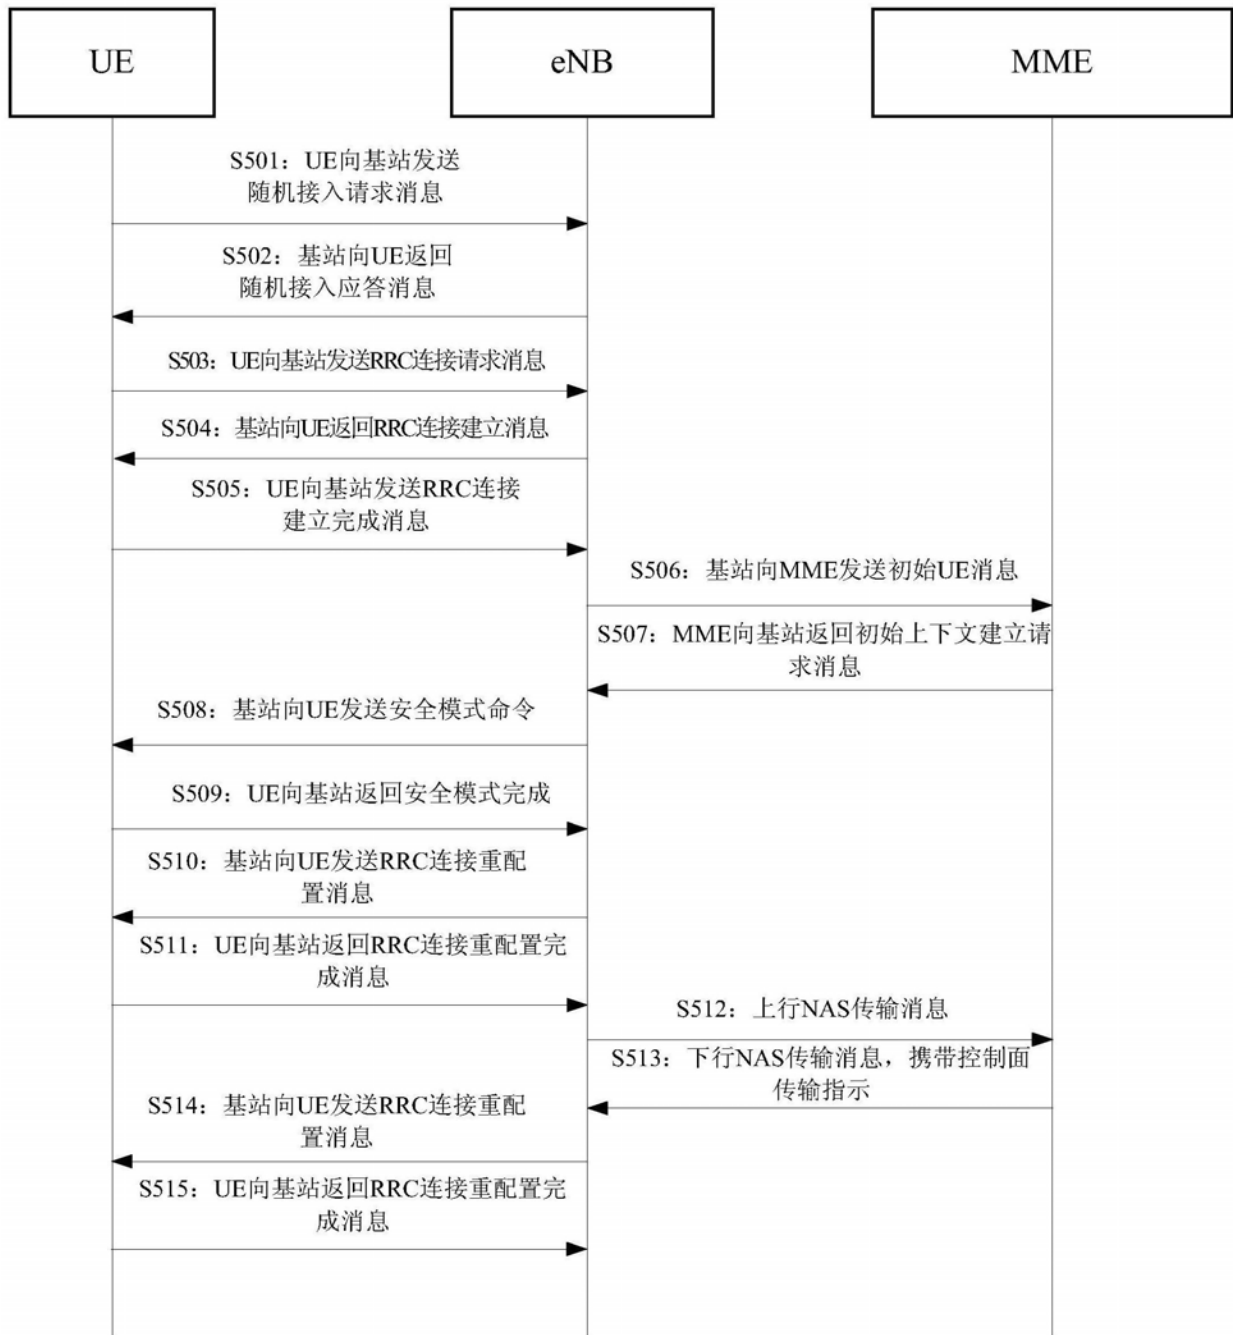 UE
eNB
MME
S501：UE向基站发送
随机接入请求消息
S502：基站向UE返回
随机接入应答消息
S503：UE向基站发送RRC连接请求消息
S504：基站向UE返回RRC连接建立消息
S505：UE向基站发送RRC连接
建立完成消息
S506：基站向MME发送初始UE消息
S507：MME向基站返回初始上下文建立请
求消息
S508：基站向UE发送安全模式命令
S509：UE向基站返回安全模式完成
S510：基站向UE发送RRC连接重配
置消息
S511：UE向基站返回RRC连接重配置完
成消息
S512：上行NAS传输消息
S513：下行NAS传输消息，携带控制面
传输指示
S514：基站向UE发送RRC连接重配
置消息
S515：UE向基站返回RRC连接重配置完
成消息